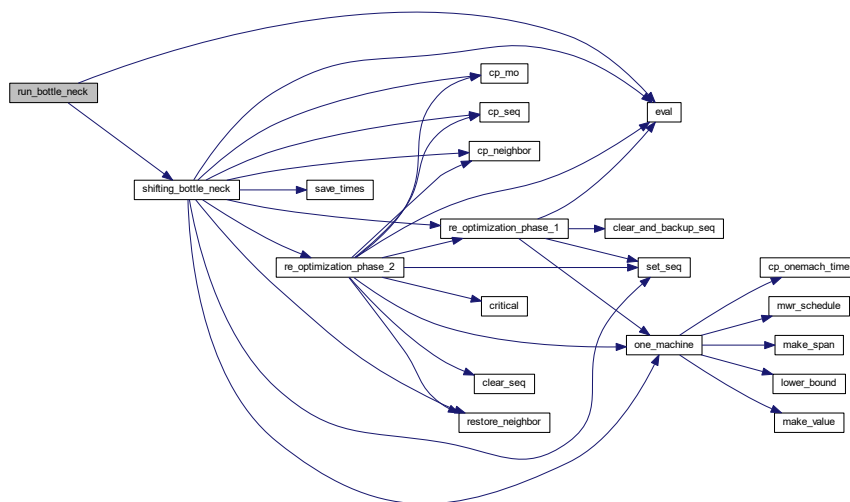 run_bottle_neck
shifting_bottle_neck
cp_mo
cp_seq
cp_neighbor
save_times
re_optimization_phase_1
re_optimization_phase_2
critical
clear_seq
restore_neighbor
eval
clear_and_backup_seq
set_seq
one_machine
cp_onemach_time
mwr_schedule
make_span
lower_bound
make_value